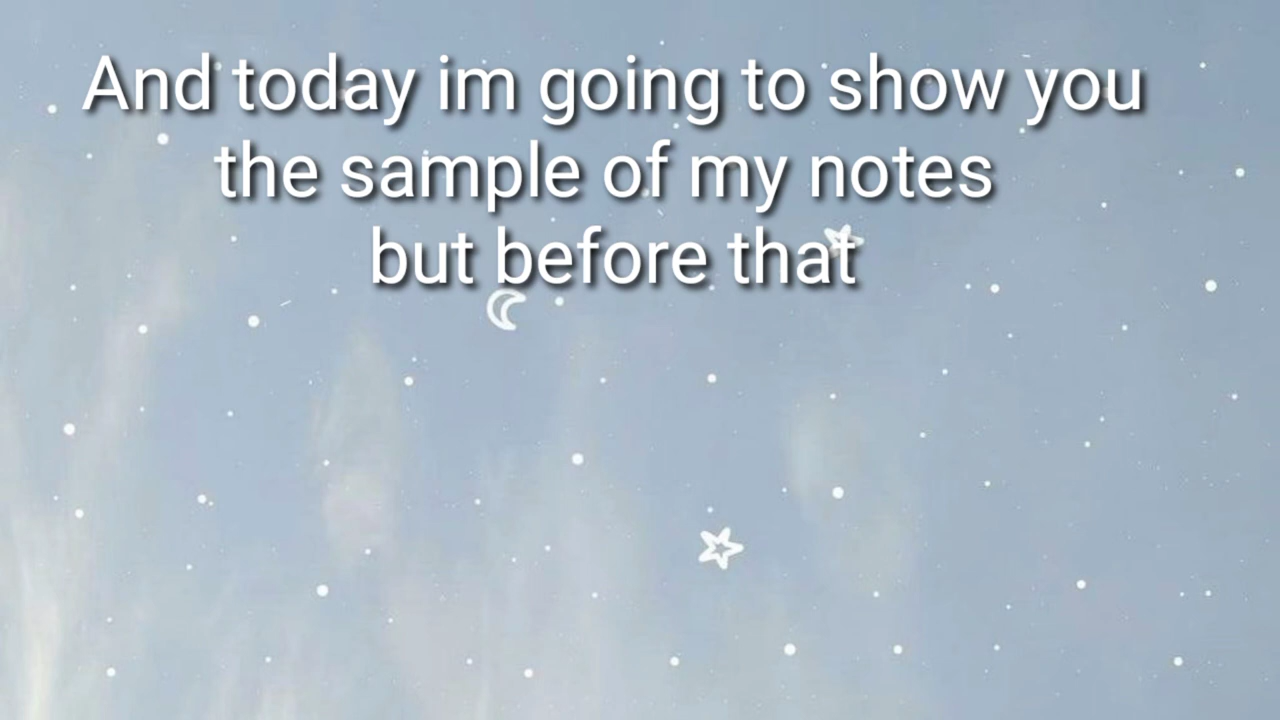 And today im going to show you
the sample of my notes
but before that